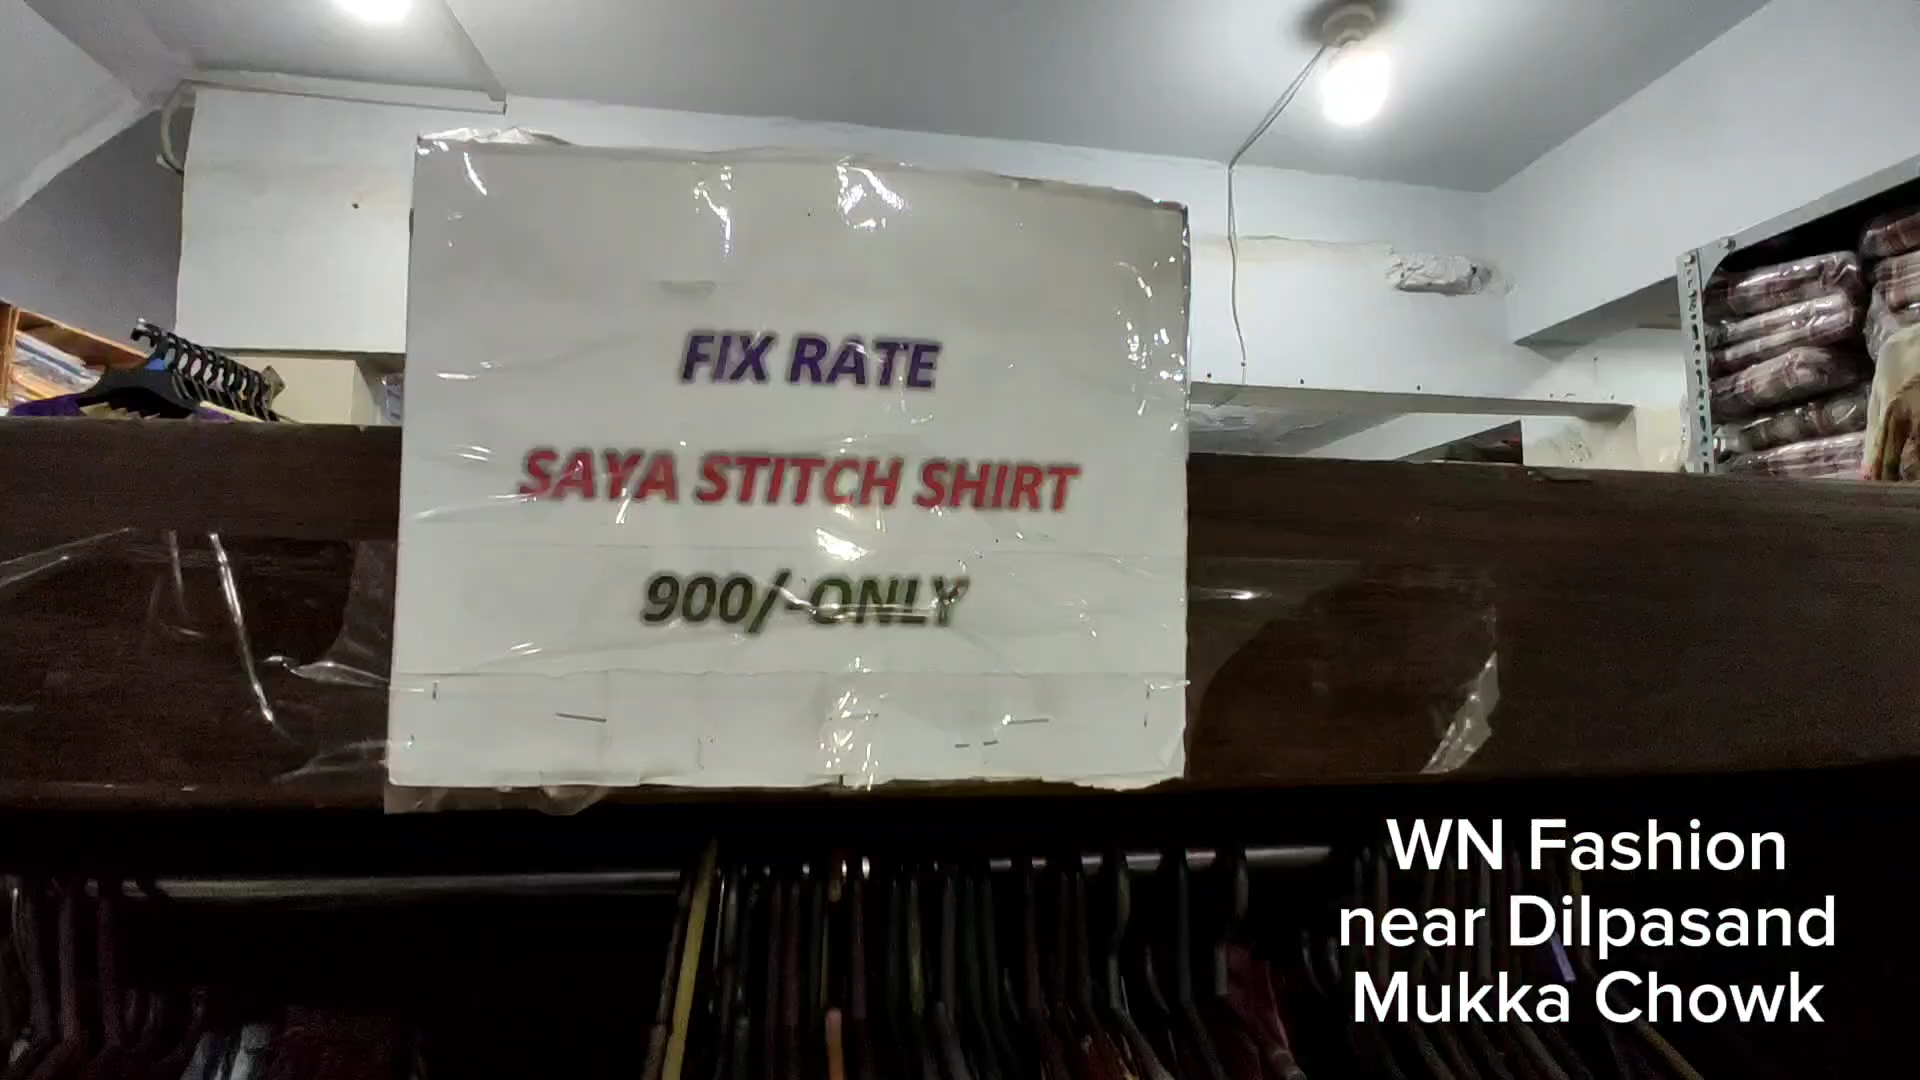 FIX RATE
SAYA STITCH SHIRT
900/-ONLY
WN Fashion
near Dilpasand
Mukka Chowk